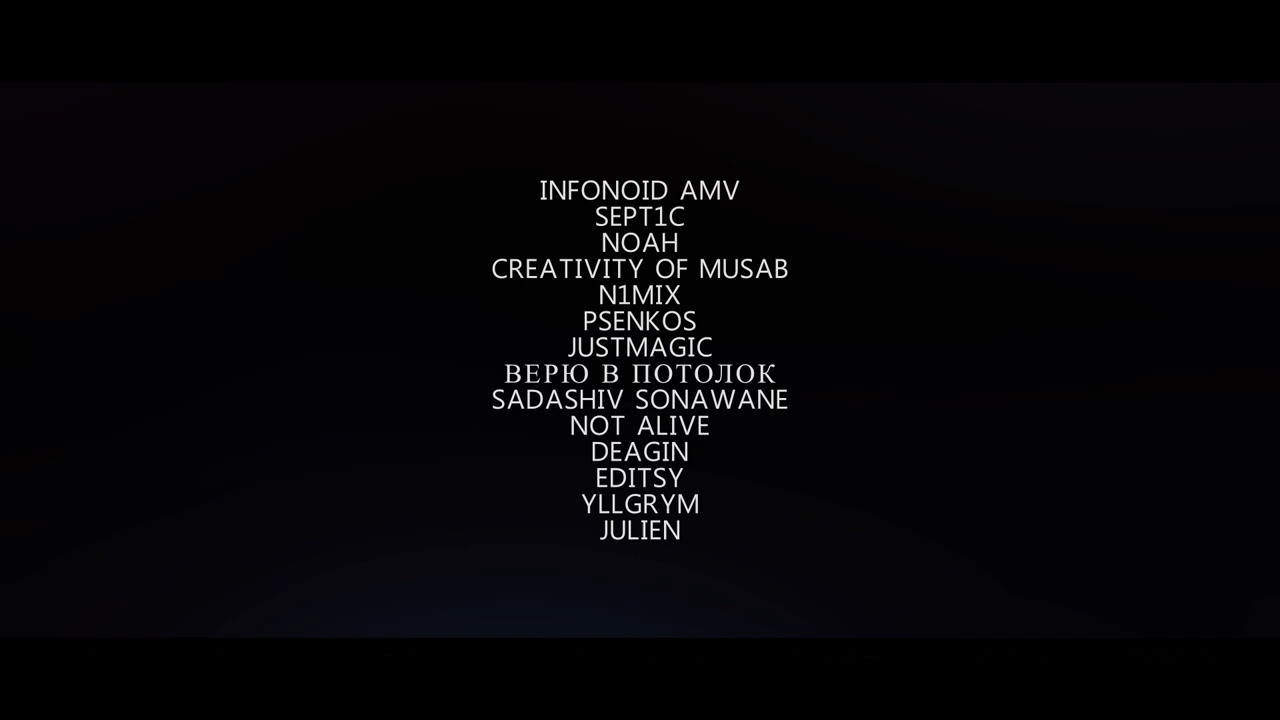 INFONOID AMV
SEPT1C
NOAH
CREATIVITY OF MUSAB
N1MIX
PSENKOS
JUSTMAGIC
ВЕРЮ В ПОТОЛОК
SADASHIV SONAWANE
NOT ALIVE
DEAGIN
EDITSY
YLLGRYM
JULIEN